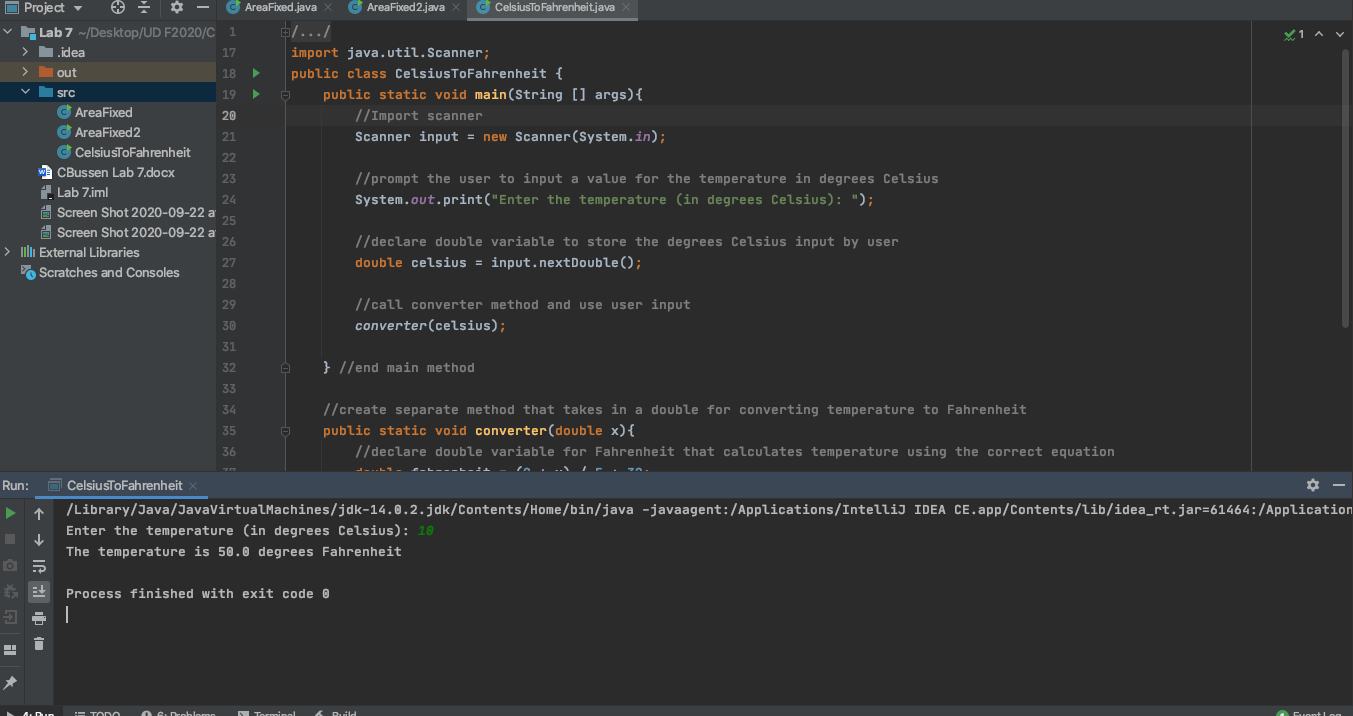 Project
AreaFixed.java
AreaFixed2.java
CelsiusToFahrenheit.java
Lab 7 ~/Desktop/UD F2020/C
.idea
out
src
AreaFixed
AreaFixed2
CelsiusToFahrenheit
CBussen Lab 7.docx
Lab 7.iml
Screen Shot 2020-09-22 a
Screen Shot 2020-09-22 a
External Libraries
Scratches and Consoles
1 /.../
17 import java.util.Scanner;
18 public class CelsiusToFahrenheit {
19 public static void main(String [] args){
20 //Import scanner
21 Scanner input = new Scanner(System.in);
22
23 //prompt the user to input a value for the temperature in degrees Celsius
24 System.out.print("Enter the temperature (in degrees Celsius): ");
25
26 //declare double variable to store the degrees Celsius input by user
27 double celsius = input.nextDouble();
28
29 //call converter method and use user input
30 converter(celsius);
31
32 } //end main method
33
34 //create separate method that takes in a double for converting temperature to Fahrenheit
35 public static void converter(double x){
36 //declare double variable for Fahrenheit that calculates temperature using the correct equation
1
Run: CelsiusToFahrenheit
/Library/Java/JavaVirtualMachines/jdk-14.0.2.jdk/Contents/Home/bin/java -javaagent:/Applications/IntelliJ IDEA CE.app/Contents/lib/idea_rt.jar=61464:/Application
Enter the temperature (in degrees Celsius): 10
The temperature is 50.0 degrees Fahrenheit
Process finished with exit code 0
4: Run
TODO
6: Problems
Terminal
Build
Event Log